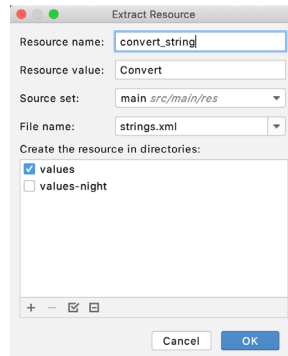 Extract Resource
Resource name: convert_string
Resource value: Convert
Source set: main src/main/res
File name: strings.xml
Create the resource in directories:
values
values-night
Cancel OK